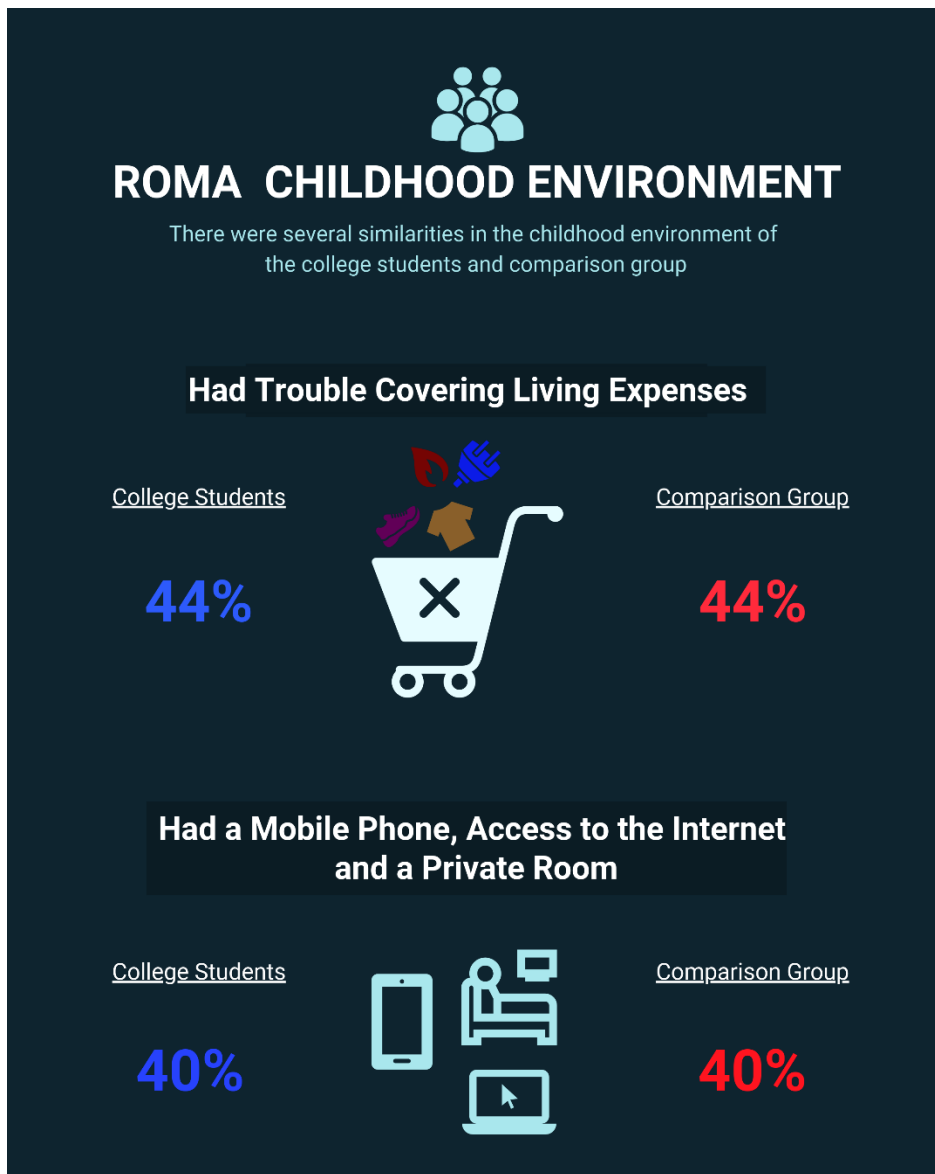 ROMA CHILDHOOD ENVIRONMENT
There were several similarities in the childhood environment of
the college students and comparison group
Had Trouble Covering Living Expenses
College Students
Comparison Group
44%
44%
Had a Mobile Phone, Access to the Internet
and a Private Room
College Students
Comparison Group
40%
40%